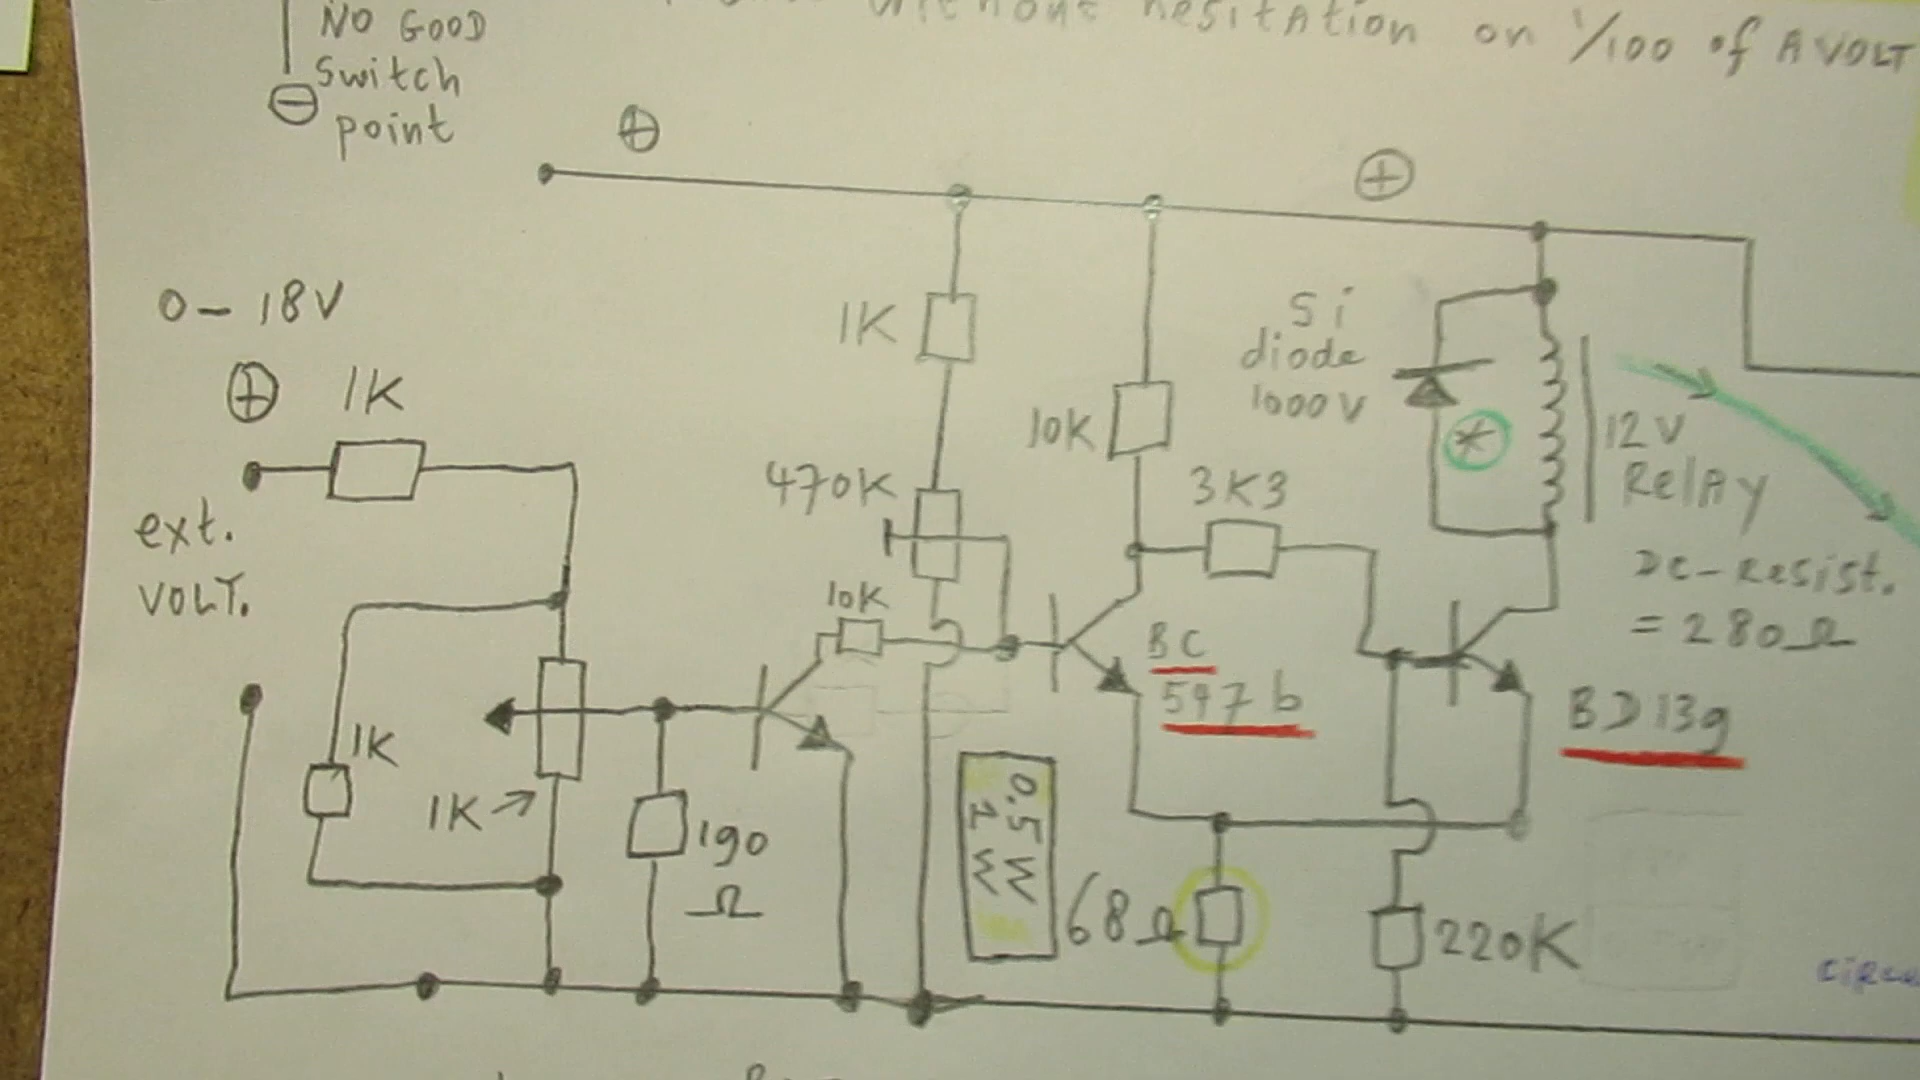 without hesitation on 1/100 of A VOLT
NO GOOD
switch
point
⊖
⊕
⊕
0 - 18V
⊕ 1K
ext.
VOLT.
1K
1K
190
Ω
1K
470K
10K
10K
3K3
Si
diode
1000V
*
12V
Relay
DC-Resist.
= 280Ω
BC
547b
BD139
0.5W
1W
68Ω
220K